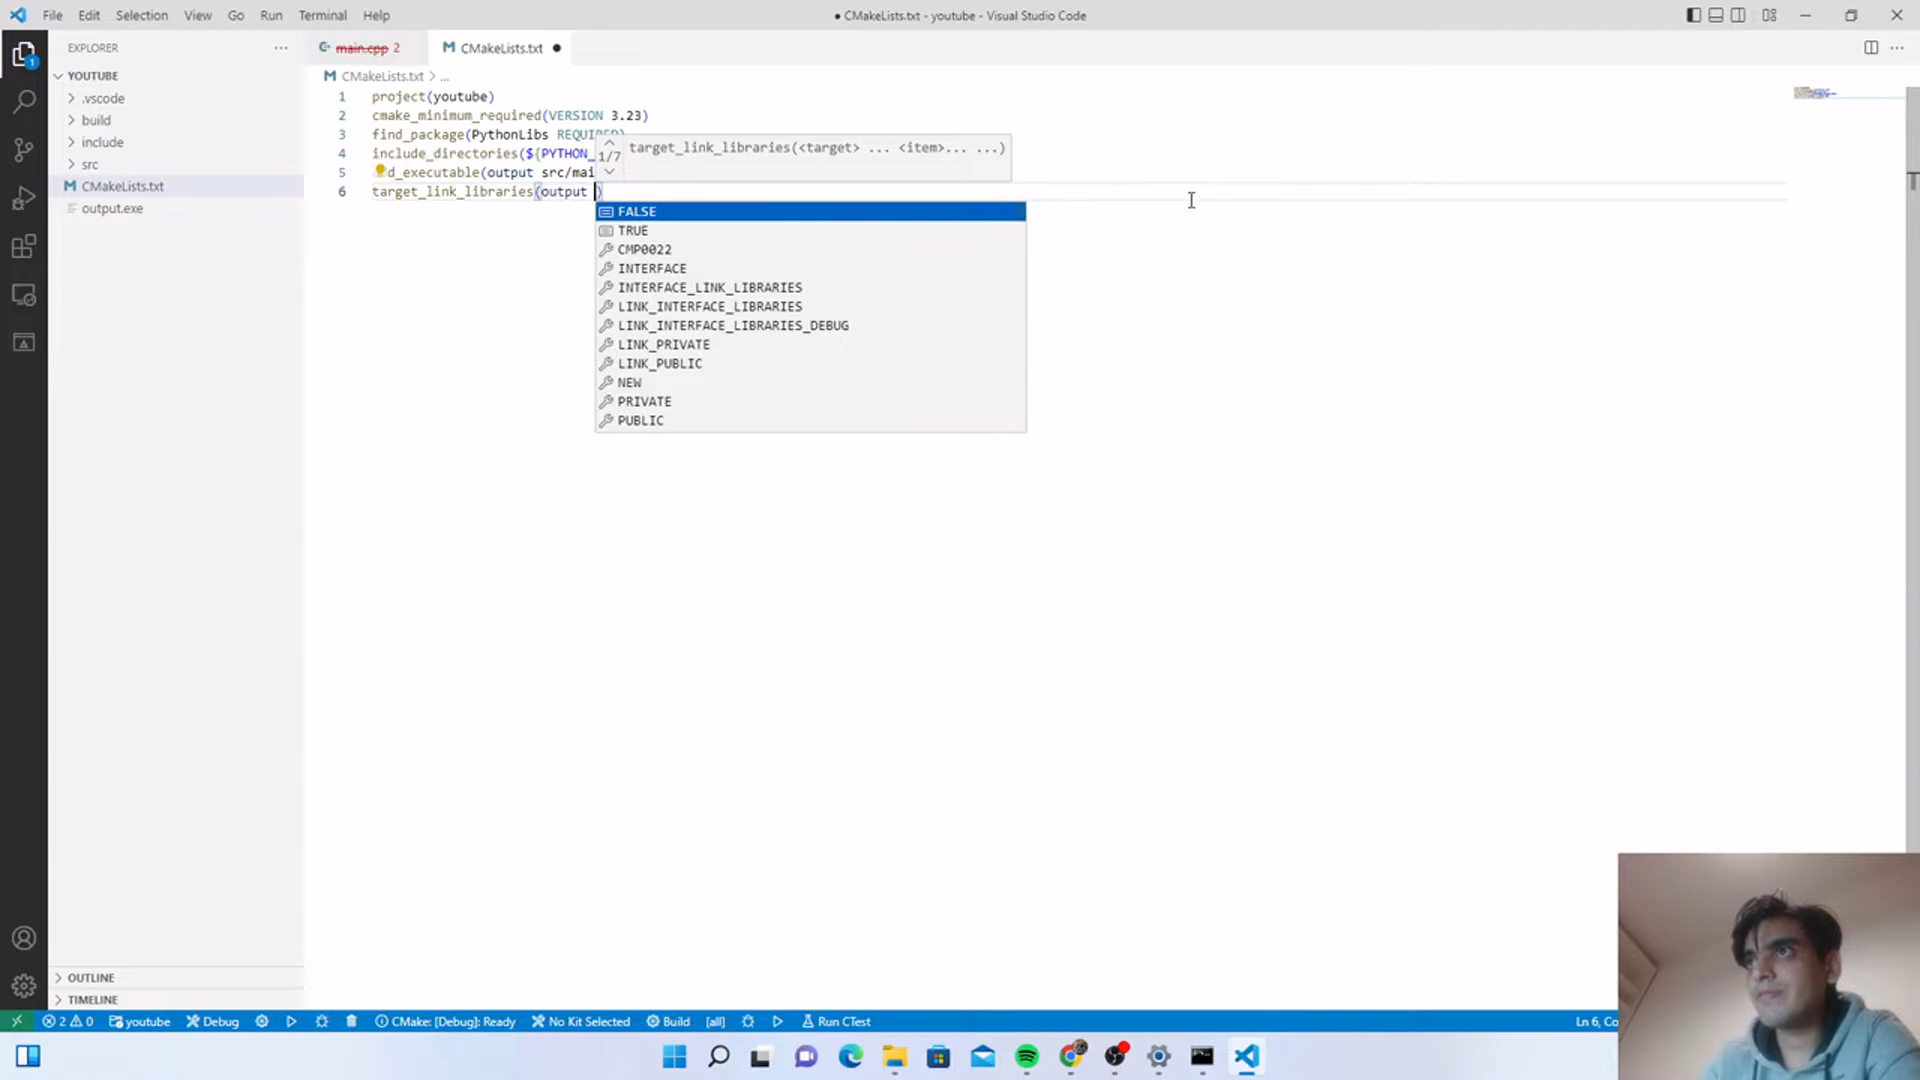 File Edit Selection View Go Run Terminal Help
● CMakeLists.txt - youtube - Visual Studio Code
EXPLORER
main.cpp 2
CMakeLists.txt
YOUTUBE
.vscode
build
include
src
CMakeLists.txt
output.exe
CMakeLists.txt > ...
1 project(youtube)
2 cmake_minimum_required(VERSION 3.23)
3 find_package(PythonLibs REQUIRED)
4 include_directories(${PYTHON_
5 d_executable(output src/mai
6 target_link_libraries(output )
1/7 target_link_libraries(<target> ... <item>... ...)
FALSE
TRUE
CMP0022
INTERFACE
INTERFACE_LINK_LIBRARIES
LINK_INTERFACE_LIBRARIES
LINK_INTERFACE_LIBRARIES_DEBUG
LINK_PRIVATE
LINK_PUBLIC
NEW
PRIVATE
PUBLIC
OUTLINE
TIMELINE
2 0 youtube Debug CMake: [Debug]: Ready No Kit Selected Build [all] Run CTest Ln 6, Co